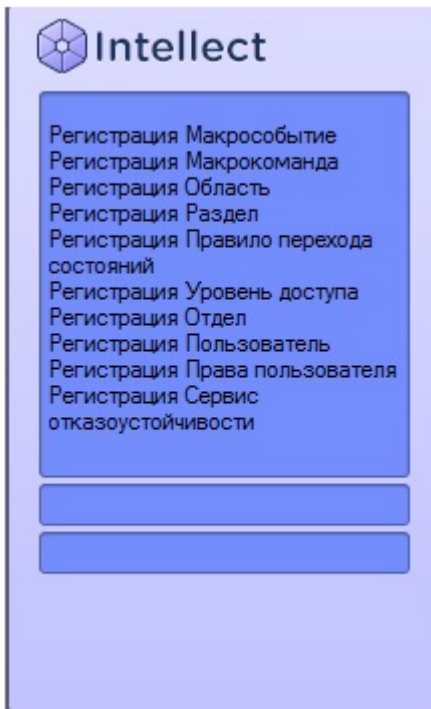 Intellect
Регистрация Макрособытие
Регистрация Макрокоманда
Регистрация Область
Регистрация Раздел
Регистрация Правило перехода
состояний
Регистрация Уровень доступа
Регистрация Отдел
Регистрация Пользователь
Регистрация Права пользователя
Регистрация Сервис
отказоустойчивости